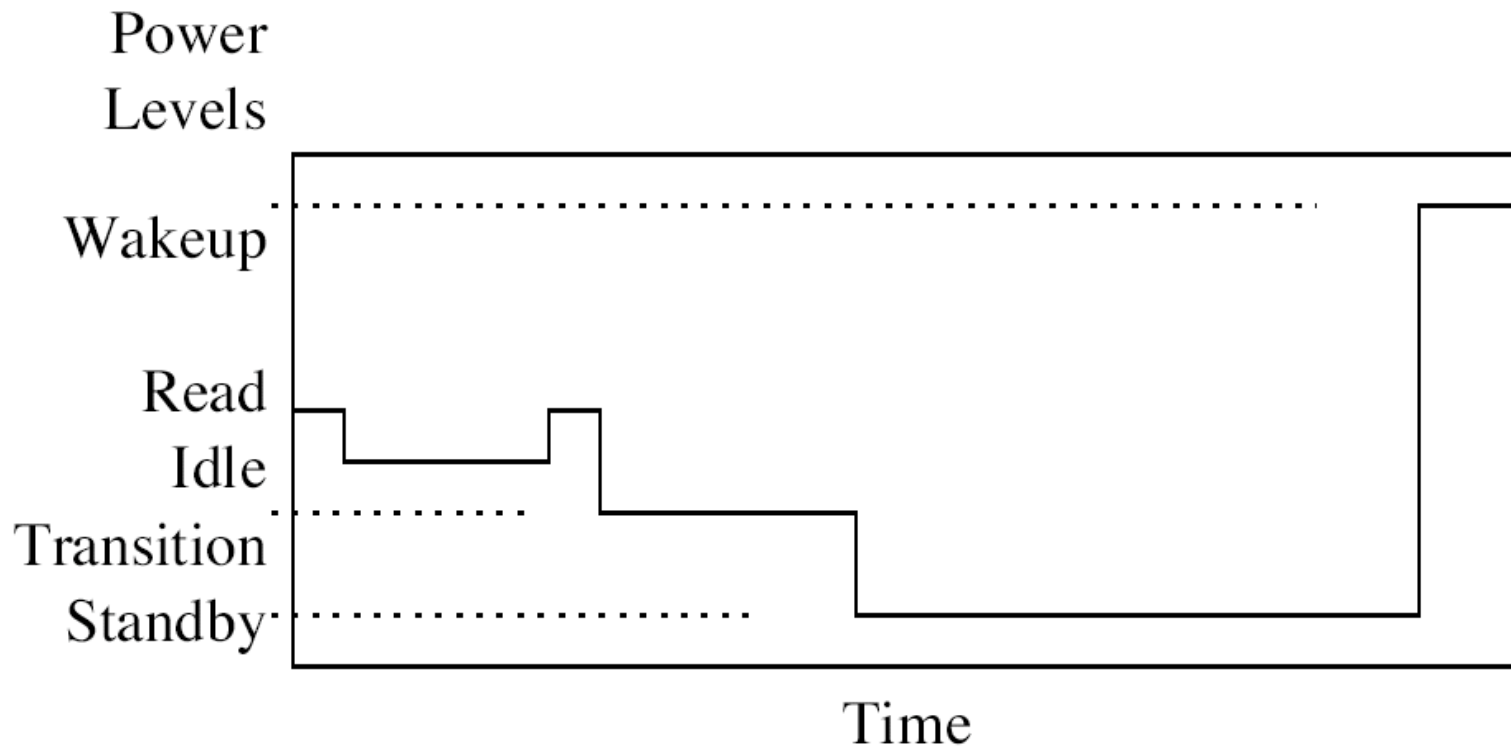 Power
Levels
Wakeup
Read
Idle
Transition
Standby
Time